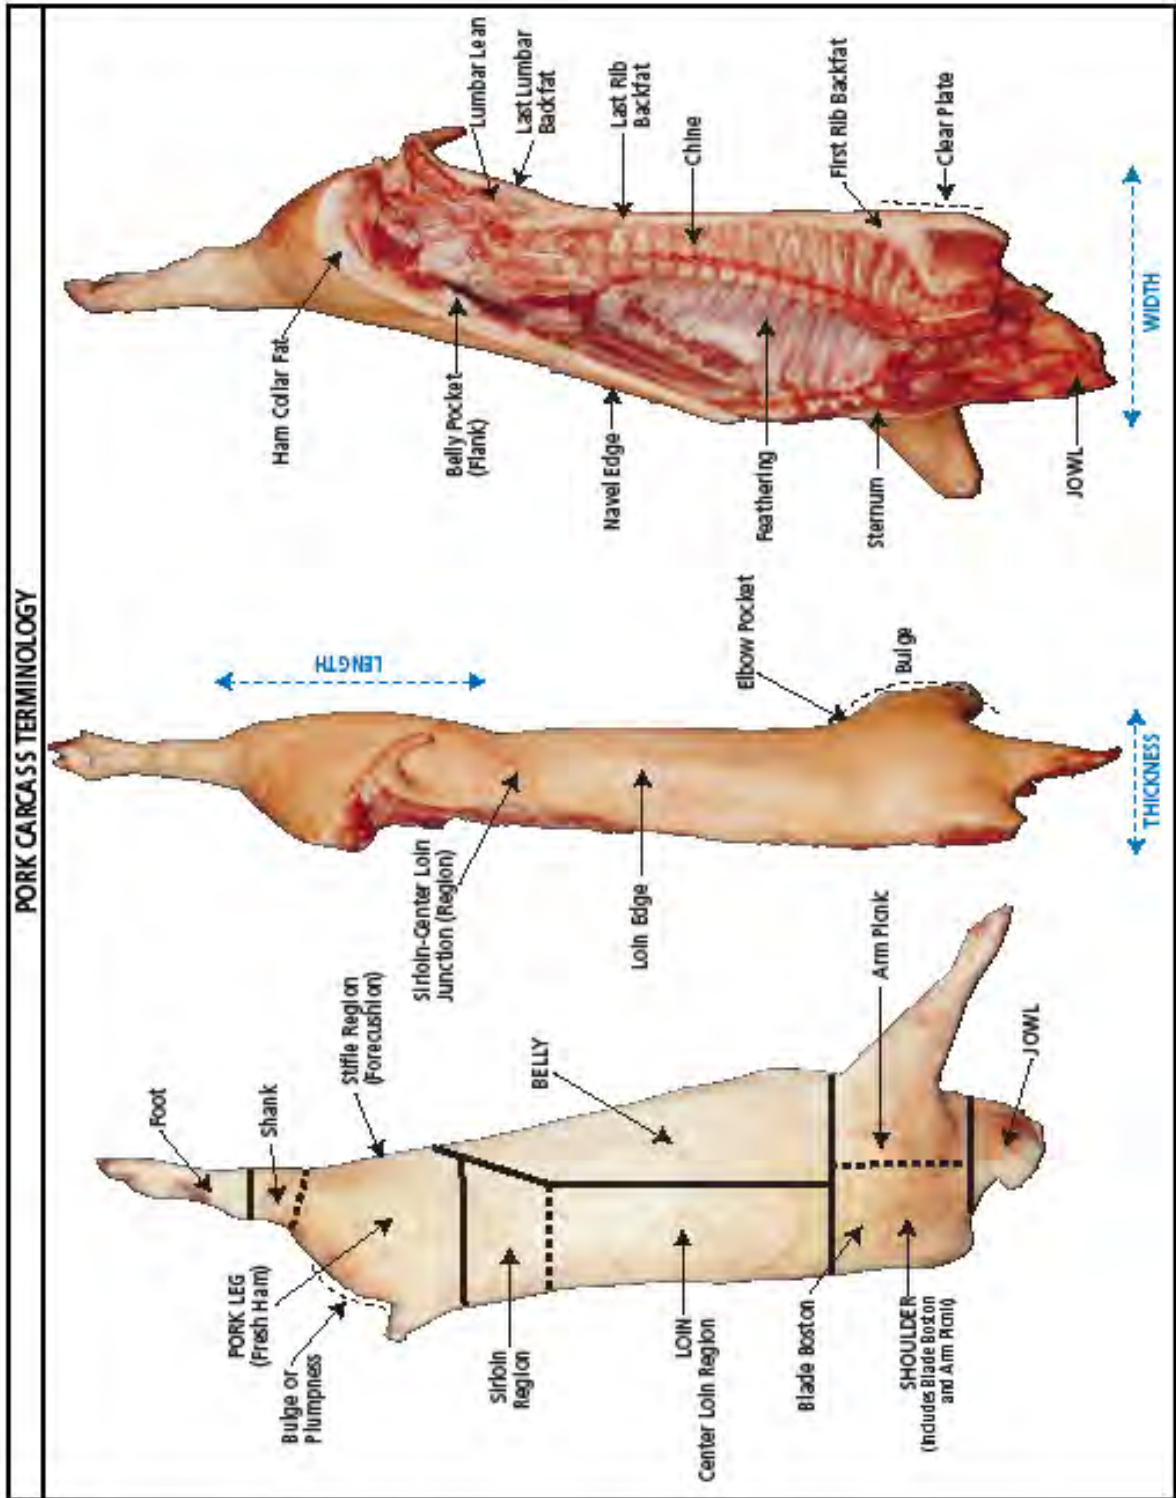 PORK CARCASS TERMINOLOGY
Foot
Shank
Stifle Region
(Forecushion)
PORK LEG
(Fresh Ham)
Bulge or
Plumpness
Sirloin
Region
BELLY
LOIN
Center Loin Region
Blade Boston
SHOULDER
(Includes Blade Boston
and Arm Picnic)
Arm Picnic
JOWL
LENGTH
Sirloin-Center Loin
Junction (Region)
Loin Edge
Elbow Pocket
Bulge
THICKNESS
Ham Collar Fat
Belly Pocket
(Flank)
Navel Edge
Feathering
Sternum
JOWL
Lumbar Lean
Last Lumbar
Backfat
Last Rib
Backfat
Chine
First Rib Backfat
Clear Plate
WIDTH